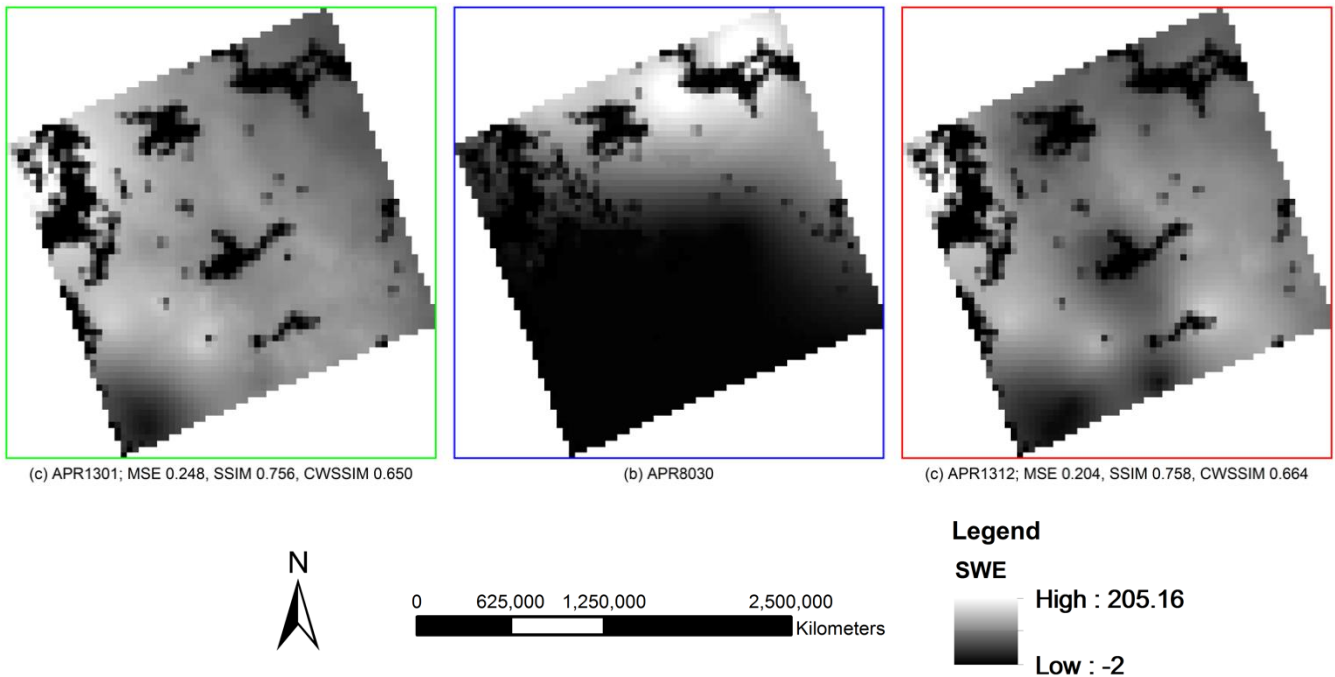 (c) APR1301; MSE 0.248, SSIM 0.756, CWSSIM 0.650
(b) APR8030
(c) APR1312; MSE 0.204, SSIM 0.758, CWSSIM 0.664
N
0 625,000 1,250,000 2,500,000
Kilometers
Legend
SWE
High : 205.16
Low : -2